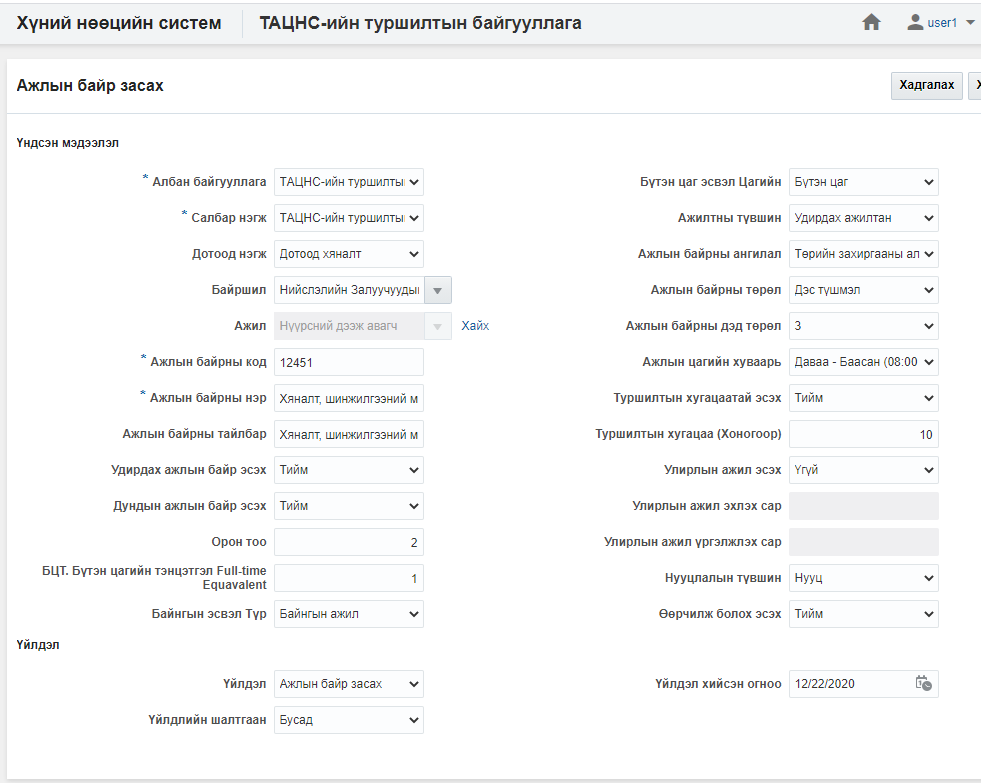 Хүний нөөцийн систем ТАЦНС-ийн туршилтын байгууллага user1
Ажлын байр засах Хадгалах Х
Үндсэн мэдээлэл
* Албан байгууллага ТАЦНС-ийн туршилты Бүтэн цаг эсвэл Цагийн Бүтэн цаг
* Салбар нэгж ТАЦНС-ийн туршилты Ажилтны түвшин Удирдах ажилтан
Дотоод нэгж Дотоод хяналт Ажлын байрны ангилал Төрийн захиргааны ал
Байршил Нийслэлийн Залуучууды Ажлын байрны төрөл Дэс түшмэл
Ажил Нүүрсний дээж авагч Хайх Ажлын байрны дэд төрөл 3
* Ажлын байрны код 12451 Ажлын цагийн хуваарь Даваа - Баасан (08:00
* Ажлын байрны нэр Хяналт, шинжилгээний м Туршилтын хугацаатай эсэх Тийм
Ажлын байрны тайлбар Хяналт, шинжилгээний м Туршилтын хугацаа (Хоногоор) 10
Удирдах ажлын байр эсэх Тийм Улирлын ажил эсэх Үгүй
Дундын ажлын байр эсэх Тийм Улирлын ажил эхлэх сар
Орон тоо 2 Улирлын ажил үргэлжлэх сар
БЦТ. Бүтэн цагийн тэнцэтгэл Full-time
Equavalent 1 Нууцлалын түвшин Нууц
Байнгын эсвэл Түр Байнгын ажил Өөрчилж болох эсэх Тийм
Үйлдэл
Үйлдэл Ажлын байр засах Үйлдэл хийсэн огноо 12/22/2020
Үйлдлийн шалтгаан Бусад